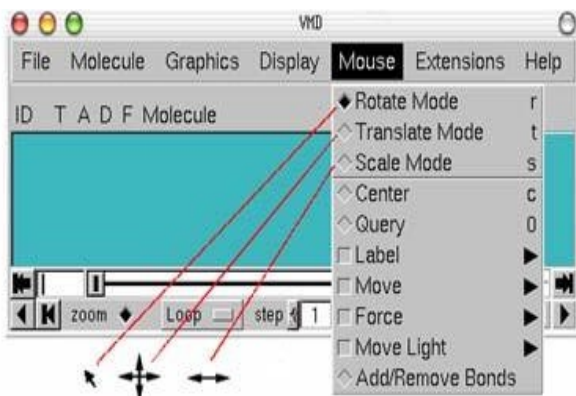 VMD
File Molecule Graphics Display Mouse Extensions Help
ID T A D F Molecule
Rotate Mode r
Translate Mode t
Scale Mode s
Center c
Query 0
Label
Move
Force
Move Light
Add/Remove Bonds
zoom Loop step 1